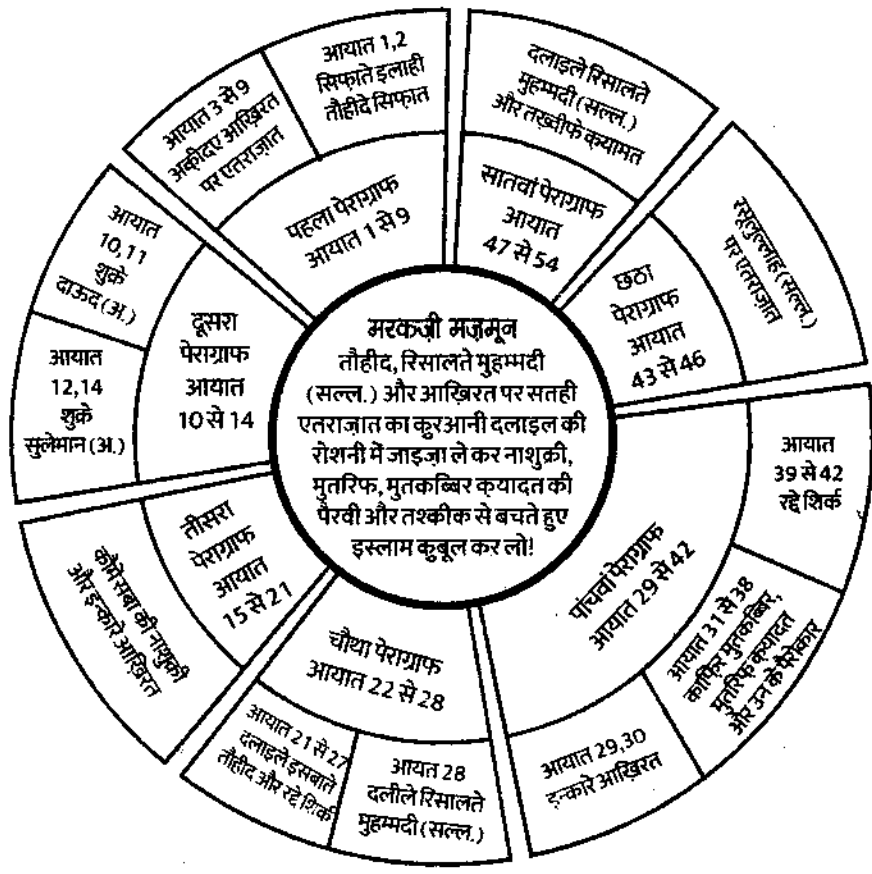 मरकज़ी मज़मून
तौहीद, रिसालते मुहम्मदी
(सल्ल.) और आख़िरत पर सतही
एतराज़ात का क़ुरआनी दलाइल की
रोशनी में जाइज़ा ले कर नाशुक्री,
मुतरिफ, मुतकब्बिर क़यादत की
पैरवी और तश्कीक से बचते हुए
इस्लाम क़ुबूल कर लो!
पहला पेराग्राफ
आयात 1 से 9
आयात 1,2
सिफ़ाते इलाही
तौहीदे सिफ़ात
आयात 3 से 9
अक़ीदए आख़िरत
पर एतराज़ात
दूसरा
पेराग्राफ
आयात
10 से 14
आयात
10,11
शुक्रे
दाऊद (अ.)
आयात
12,14
शुक्रे
सुलेमान (अ.)
तीसरा
पेराग्राफ
आयात
15 से 21
क़ौमे सबा की नाशुक्री
और इन्कारे आख़िरत
चौथा पेराग्राफ
आयात 22 से 28
आयात 21 से 27
दलाइले इसबाते
तौहीद और रद्दे शिर्क
आयत 28
दलीले रिसालते
मुहम्मदी (सल्ल.)
पांचवां पेराग्राफ
आयात 29 से 42
आयात 29,30
इन्कारे आख़िरत
आयात 31 से 38
काफिर मुतकब्बिर,
मुतरिफ क़यादत
और उन के पैरोकार
आयात
39 से 42
रद्दे शिर्क
छठा
पेराग्राफ
आयात
43 से 46
रसूलुल्लाह (सल्ल.)
पर एतराज़ात
सातवां पेराग्राफ
आयात
47 से 54
दलाइले रिसालते
मुहम्मदी (सल्ल.)
और तख़्वीफे क़यामत